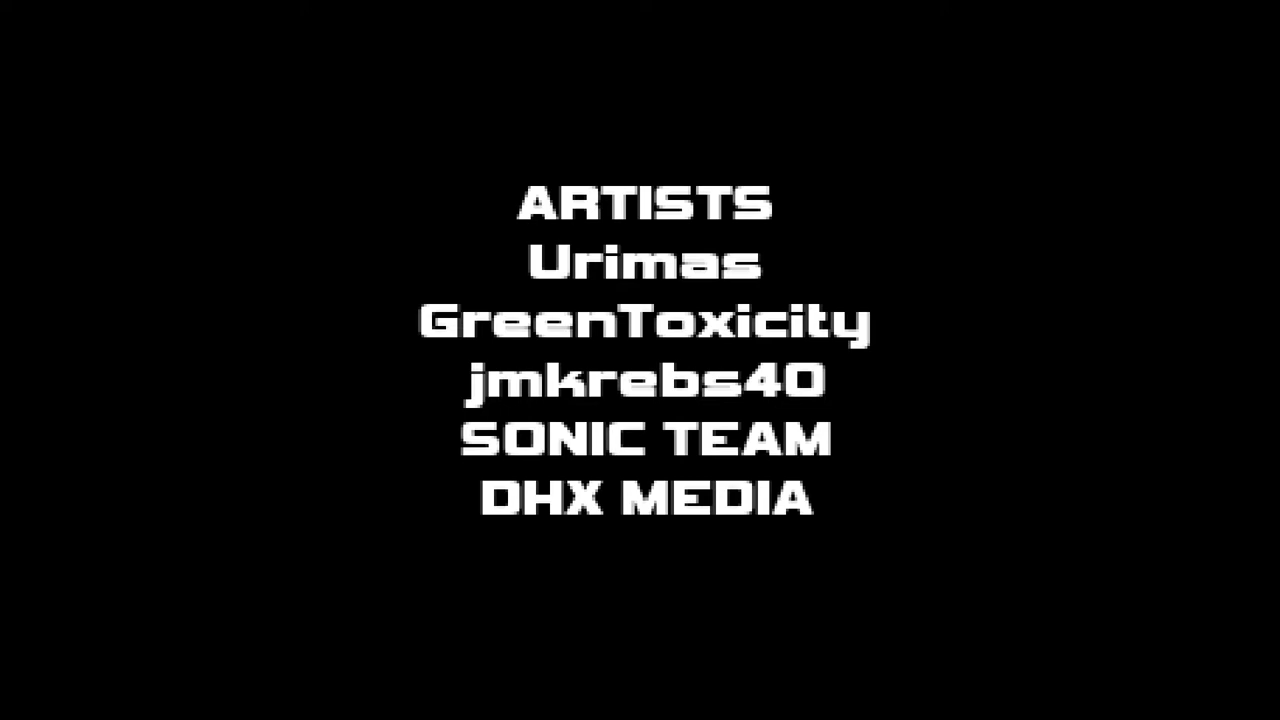 ARTISTS
Urimas
GreenToxicity
jmkrebs40
SONIC TEAM
DHX MEDIA